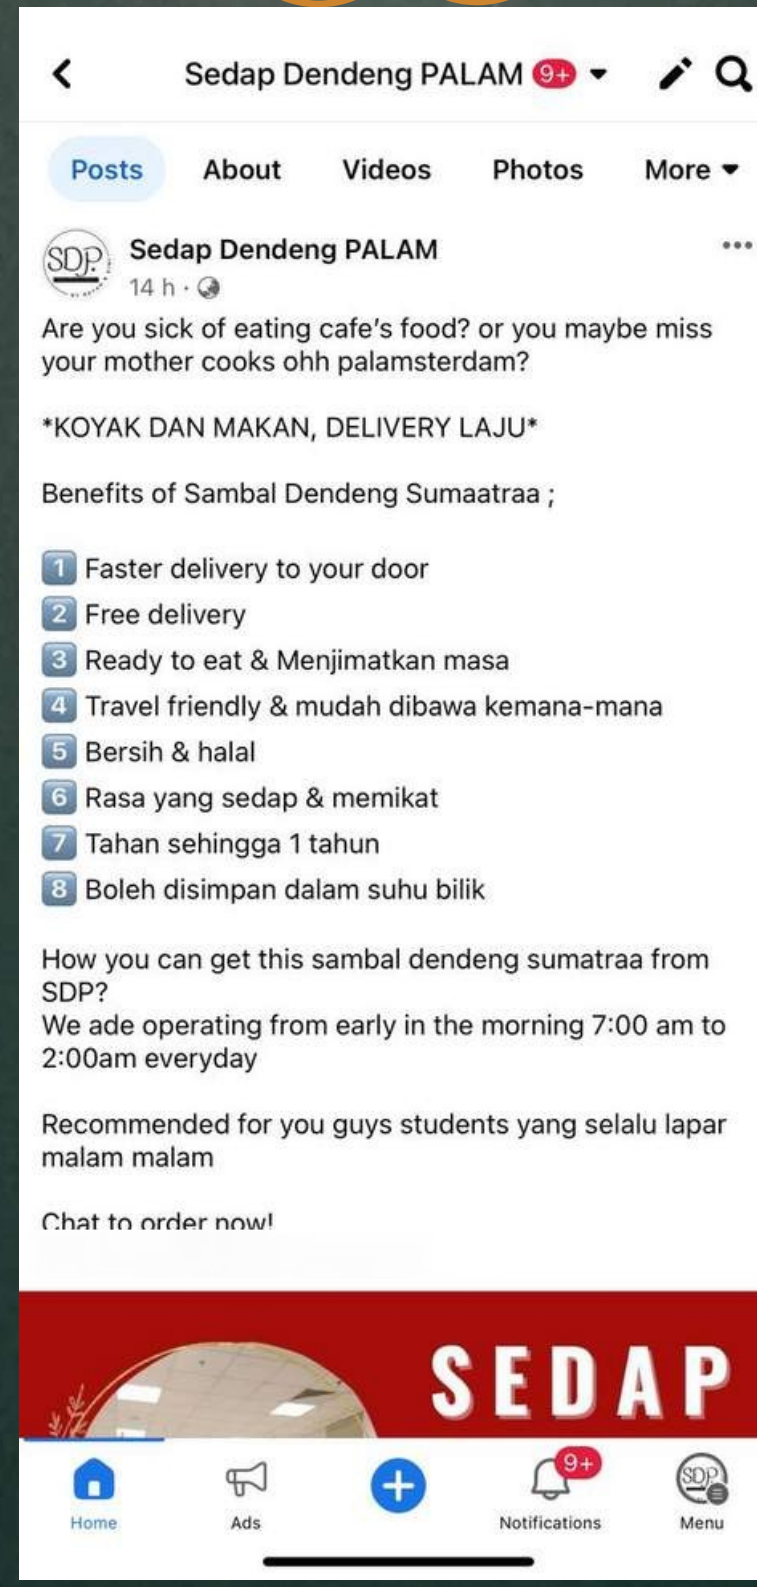 Sedap Dendeng PALAM 9+
Posts About Videos Photos More
SDP.
Sedap Dendeng PALAM
14 h ·
Are you sick of eating cafe's food? or you maybe miss
your mother cooks ohh palamsterdam?
*KOYAK DAN MAKAN, DELIVERY LAJU*
Benefits of Sambal Dendeng Sumaatraa ;
1 Faster delivery to your door
2 Free delivery
3 Ready to eat & Menjimatkan masa
4 Travel friendly & mudah dibawa kemana-mana
5 Bersih & halal
6 Rasa yang sedap & memikat
7 Tahan sehingga 1 tahun
8 Boleh disimpan dalam suhu bilik
How you can get this sambal dendeng sumatraa from
SDP?
We ade operating from early in the morning 7:00 am to
2:00am everyday
Recommended for you guys students yang selalu lapar
malam malam
Chat to order now!
SEDAP
9+
SDP
Home Ads Notifications Menu